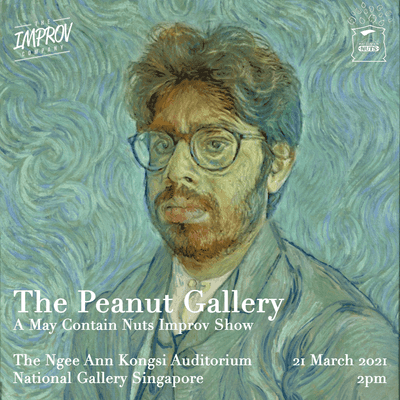 THE
IMPROV
COMPANY
NUTS
The Peanut Gallery
A May Contain Nuts Improv Show
The Ngee Ann Kongsi Auditorium
National Gallery Singapore
21 March 2021
2pm